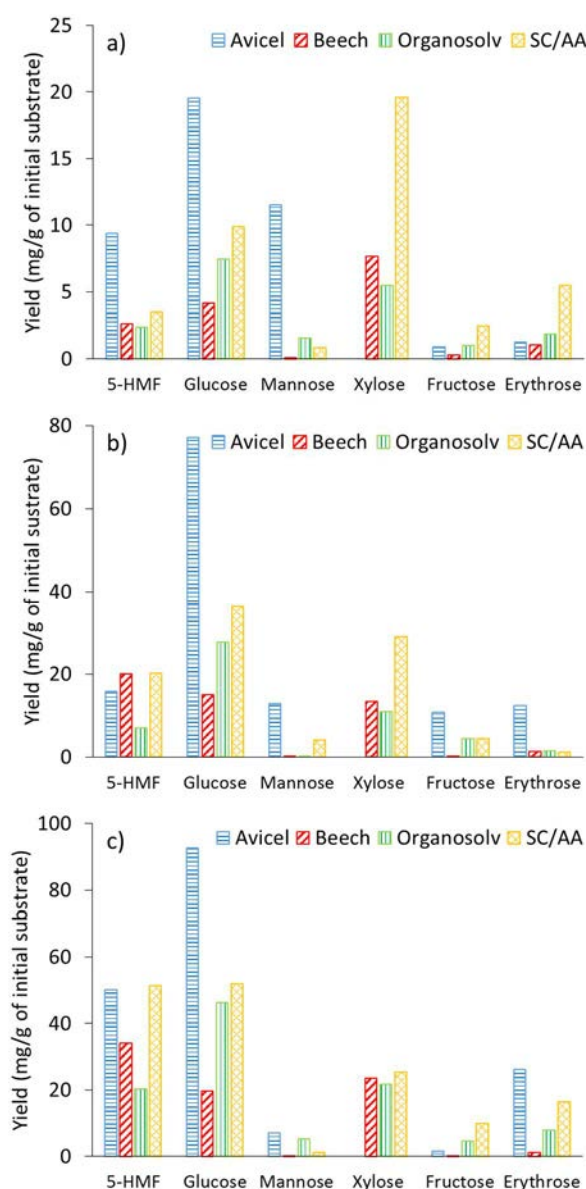 a)
Avicel Beech Organosolv SC/AA
Yield (mg/g of initial substrate)
25
20
15
10
5
0
5-HMF Glucose Mannose Xylose Fructose Erythrose
b)
Avicel Beech Organosolv SC/AA
Yield (mg/g of initial sustrate)
80
60
40
20
0
5-HMF Glucose Mannose Xylose Fructose Erythrose
c)
Avicel Beech Organosolv SC/AA
Yield (mg/g of initial substrate)
100
80
60
40
20
0
5-HMF Glucose Mannose Xylose Fructose Erythrose